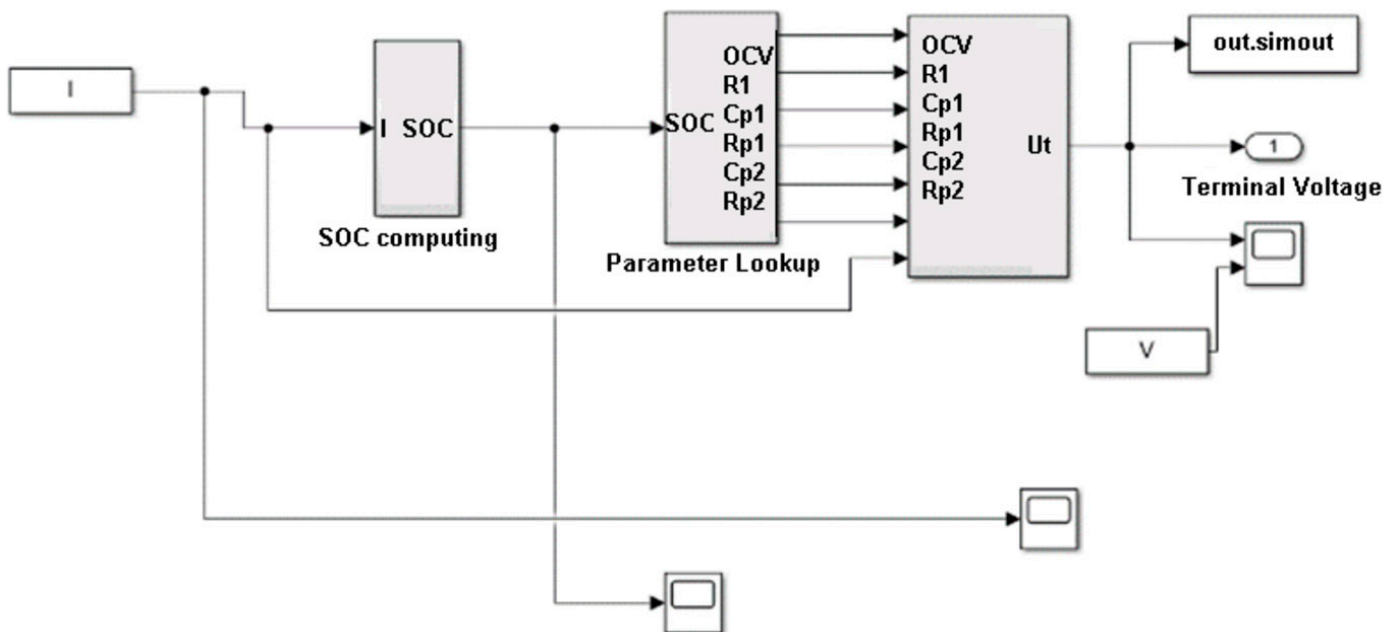 I
I SOC
SOC computing
SOC
OCV
R1
Cp1
Rp1
Cp2
Rp2
Parameter Lookup
OCV
R1
Cp1
Rp1
Cp2
Rp2
Ut
out.simout
1
Terminal Voltage
V